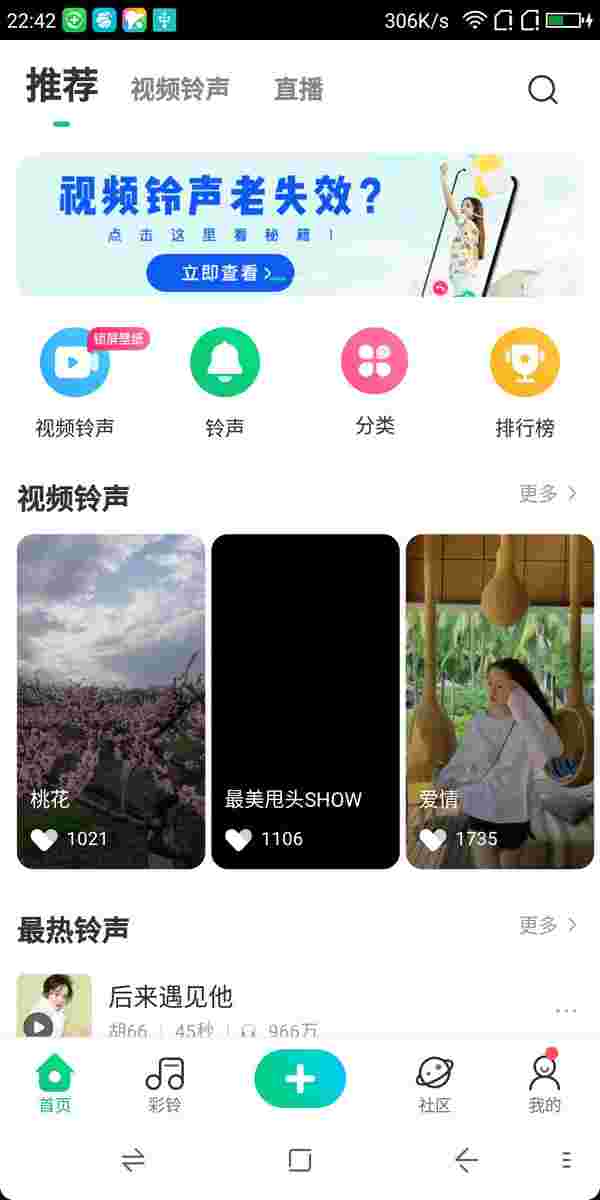 22:42
306K/s
推荐
视频铃声
直播
视频铃声老失效?
点击这里看秘籍!
立即查看
锁屏壁纸
视频铃声
铃声
分类
排行榜
视频铃声
更多
桃花
1021
最美甩头SHOW
1106
爱情
1735
最热铃声
更多
后来遇见他
胡66 | 45秒 | 966万
首页
彩铃
社区
我的